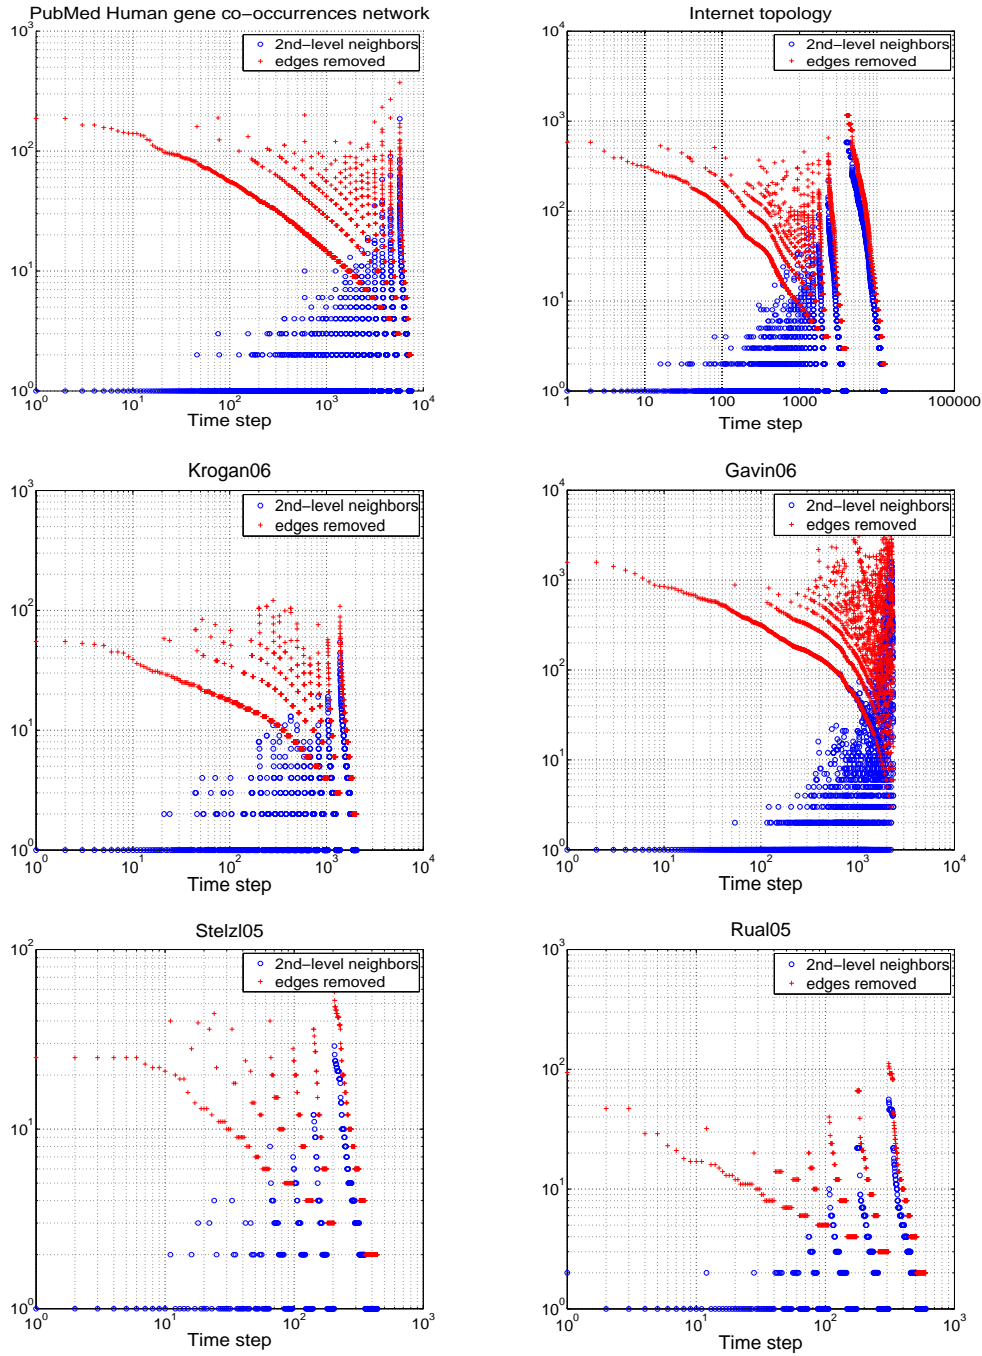 PubMed Human gene co-occurrences network
10^3
10^2
10^1
10^0
2nd-level neighbors
edges removed
10^0 10^1 10^2 10^3 10^4
Time step
Internet topology
10^4
10^3
10^2
10^1
10^0
2nd-level neighbors
edges removed
1 10 100 1000 100000
Time step
Krogan06
10^3
10^2
10^1
10^0
2nd-level neighbors
edges removed
10^0 10^1 10^2 10^3 10^4
Time step
Gavin06
10^4
10^3
10^2
10^1
10^0
2nd-level neighbors
edges removed
10^0 10^1 10^2 10^3 10^4
Time step
Stelzl05
10^2
10^1
10^0
2nd-level neighbors
edges removed
10^0 10^1 10^2 10^3
Time step
Rual05
10^3
10^2
10^1
10^0
2nd-level neighbors
edges removed
10^0 10^1 10^2 10^3
Time step